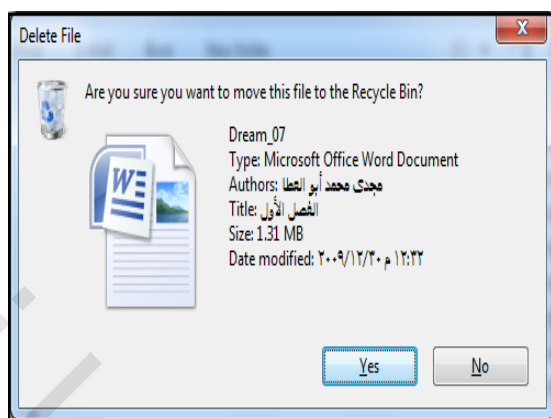 Delete File
Are you sure you want to move this file to the Recycle Bin?
Dream_07
Type: Microsoft Office Word Document
Authors: مجدى محمد أبو العطا
Title: الفصل الأول
Size: 1.31 MB
Date modified: ٢٠٠٩/١٢/٣٠ م ١٢:٣٢
Yes
No